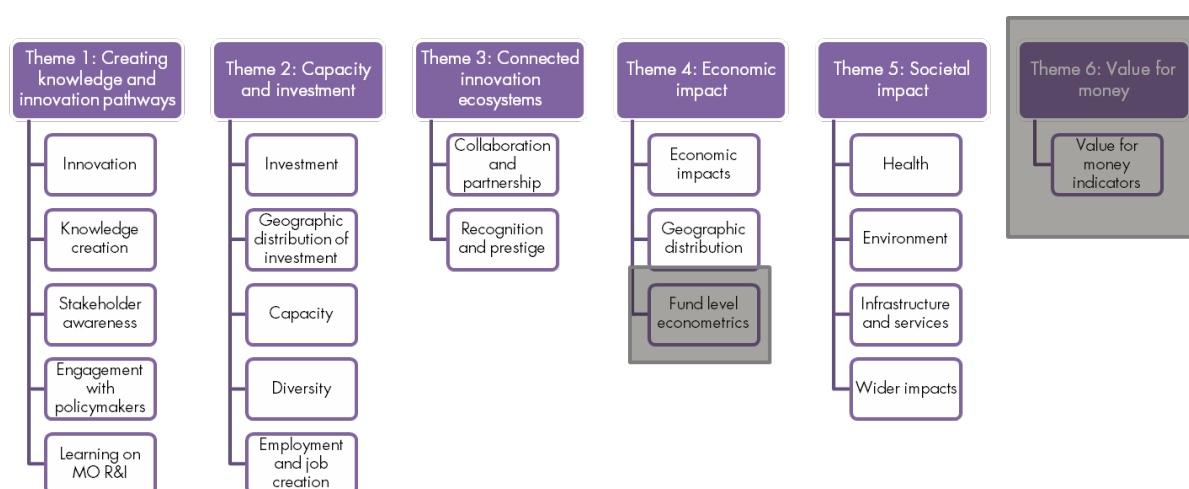 Theme 1: Creating
knowledge and
innovation pathways
Innovation
Knowledge
creation
Stakeholder
awareness
Engagement
with
policymakers
Learning on
MO R&I
Theme 2: Capacity
and investment
Investment
Geographic
distribution of
investment
Capacity
Diversity
Employment
and job
creation
Theme 3: Connected
innovation
ecosystems
Collaboration
and
partnership
Recognition
and prestige
Theme 4: Economic
impact
Economic
impacts
Geographic
distribution
Fund level
econometrics
Theme 5: Societal
impact
Health
Environment
Infrastructure
and services
Wider impacts
Theme 6: Value for
money
Value for
money
indicators